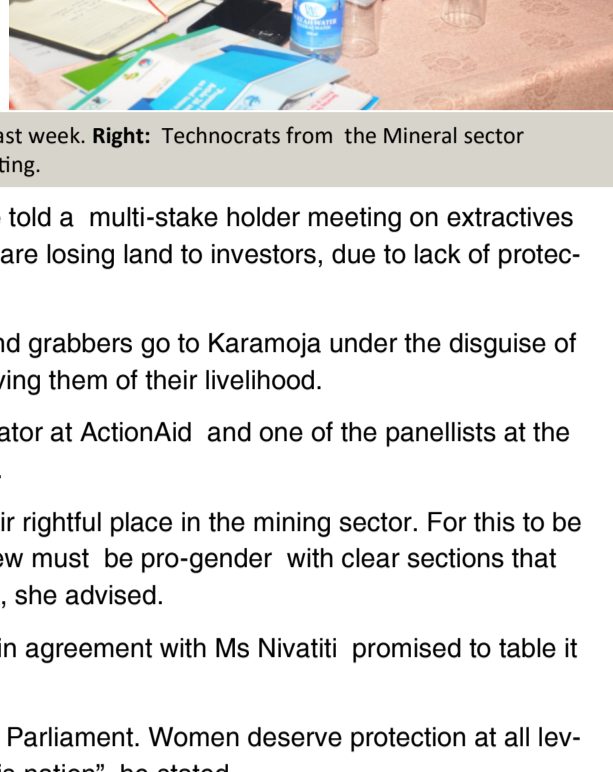 ast week. Right: Technocrats from the Mineral sector
ting.
told a multi-stake holder meeting on extractives
are losing land to investors, due to lack of protec-
nd grabbers go to Karamoja under the disguise of
ving them of their livelihood.
ator at ActionAid and one of the panellists at the
.
ir rightful place in the mining sector. For this to be
ew must be pro-gender with clear sections that
, she advised.
in agreement with Ms Nivatiti promised to table it
Parliament. Women deserve protection at all lev-
is nation”, he stated